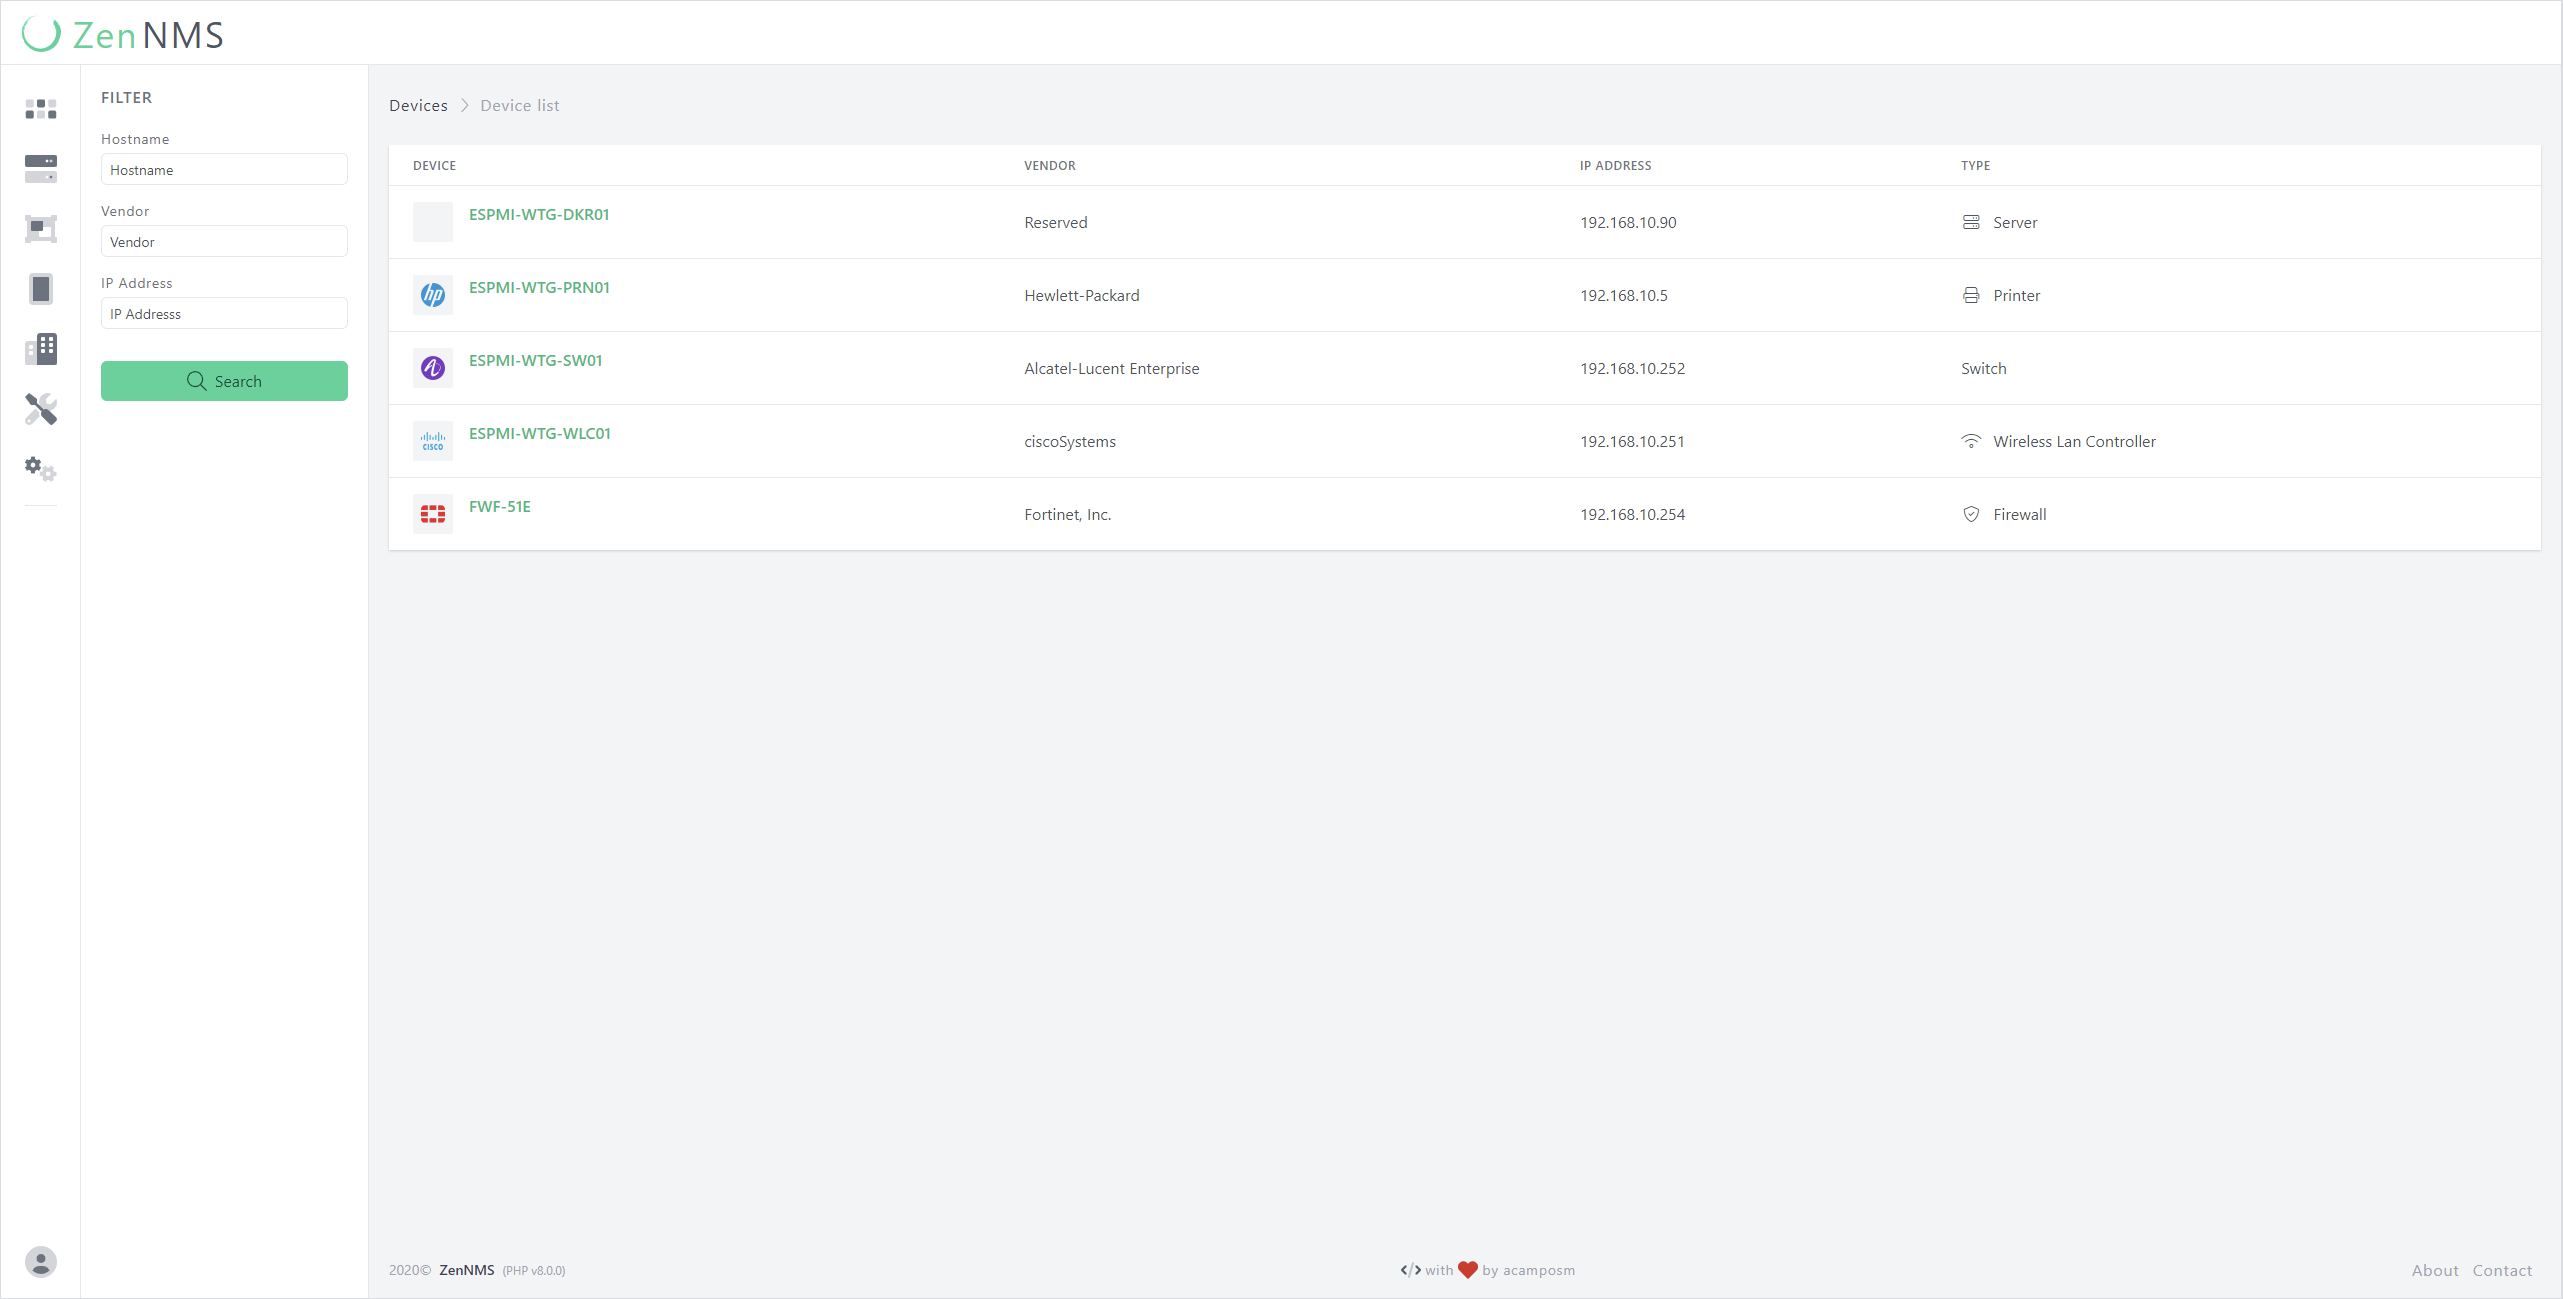 Zen NMS
FILTER
Hostname
Hostname
Vendor
Vendor
IP Address
IP Addresss
Search
Devices Device list
DEVICE VENDOR IP ADDRESS TYPE
ESPMI-WTG-DKR01 Reserved 192.168.10.90 Server
hp ESPMI-WTG-PRN01 Hewlett-Packard 192.168.10.5 Printer
ESPMI-WTG-SW01 Alcatel-Lucent Enterprise 192.168.10.252 Switch
CISCO ESPMI-WTG-WLC01 ciscoSystems 192.168.10.251 Wireless Lan Controller
FWF-51E Fortinet, Inc. 192.168.10.254 Firewall
2020© ZenNMS (PHP v8.0.0) </> with by acamposm About Contact